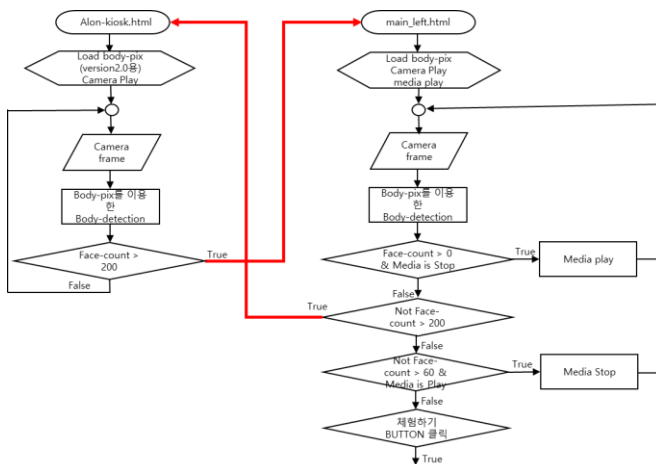 Alon-kiosk.html
Load body-pix
(version2.0용)
Camera Play
Camera
frame
Body-pix를 이용
한
Body-detection
Face-count >
200
True
False
main_left.html
Load body-pix
Camera Play
media play
Camera
frame
Body-pix를 이용
한
Body-detection
Face-count > 0
& Media is Stop
True
Media play
False
True
Not Face-
count > 200
False
Not Face-
count > 60 &
Media is Play
True
Media Stop
False
체험하기
BUTTON 클릭
True